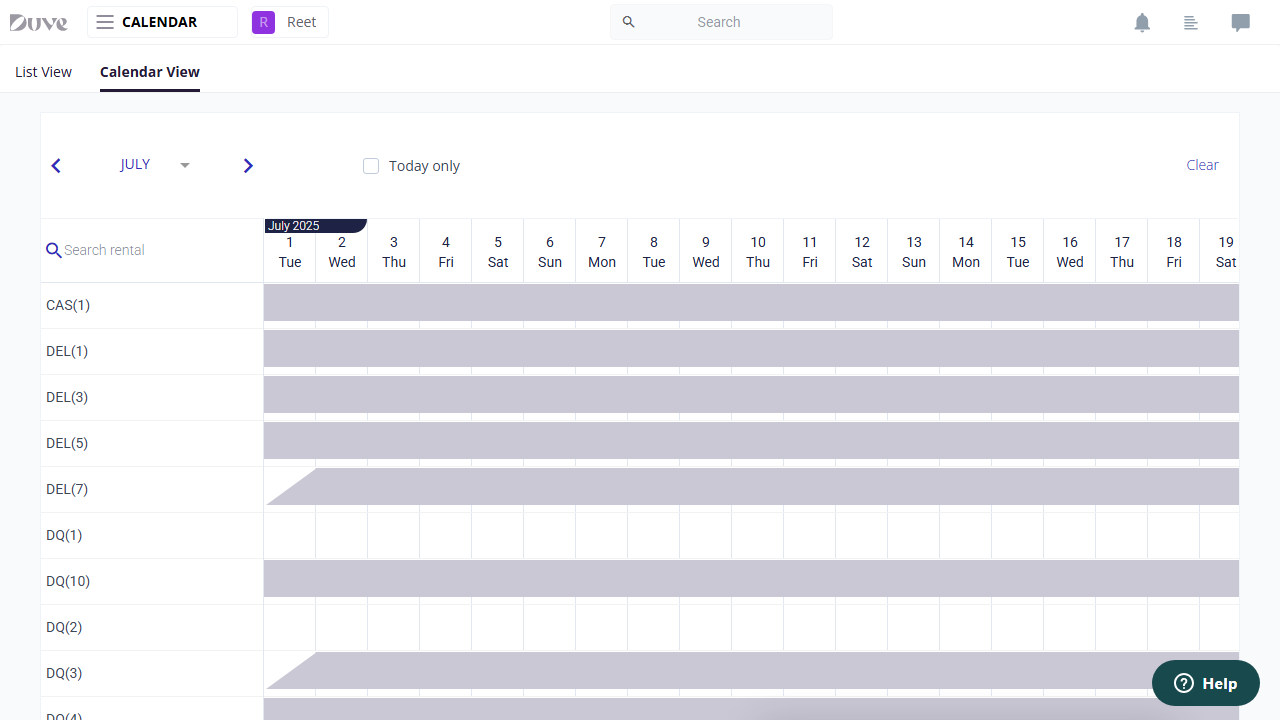 Duve
CALENDAR
R
Reet
Search
List View
Calendar View
JULY
Today only
Clear
Search rental
July 2025
1 2 3 4 5 6 7 8 9 10 11 12 13 14 15 16 17 18 19
Tue Wed Thu Fri Sat Sun Mon Tue Wed Thu Fri Sat Sun Mon Tue Wed Thu Fri Sat
CAS(1)
DEL(1)
DEL(3)
DEL(5)
DEL(7)
DQ(1)
DQ(10)
DQ(2)
DQ(3)
DQ(4)
Help